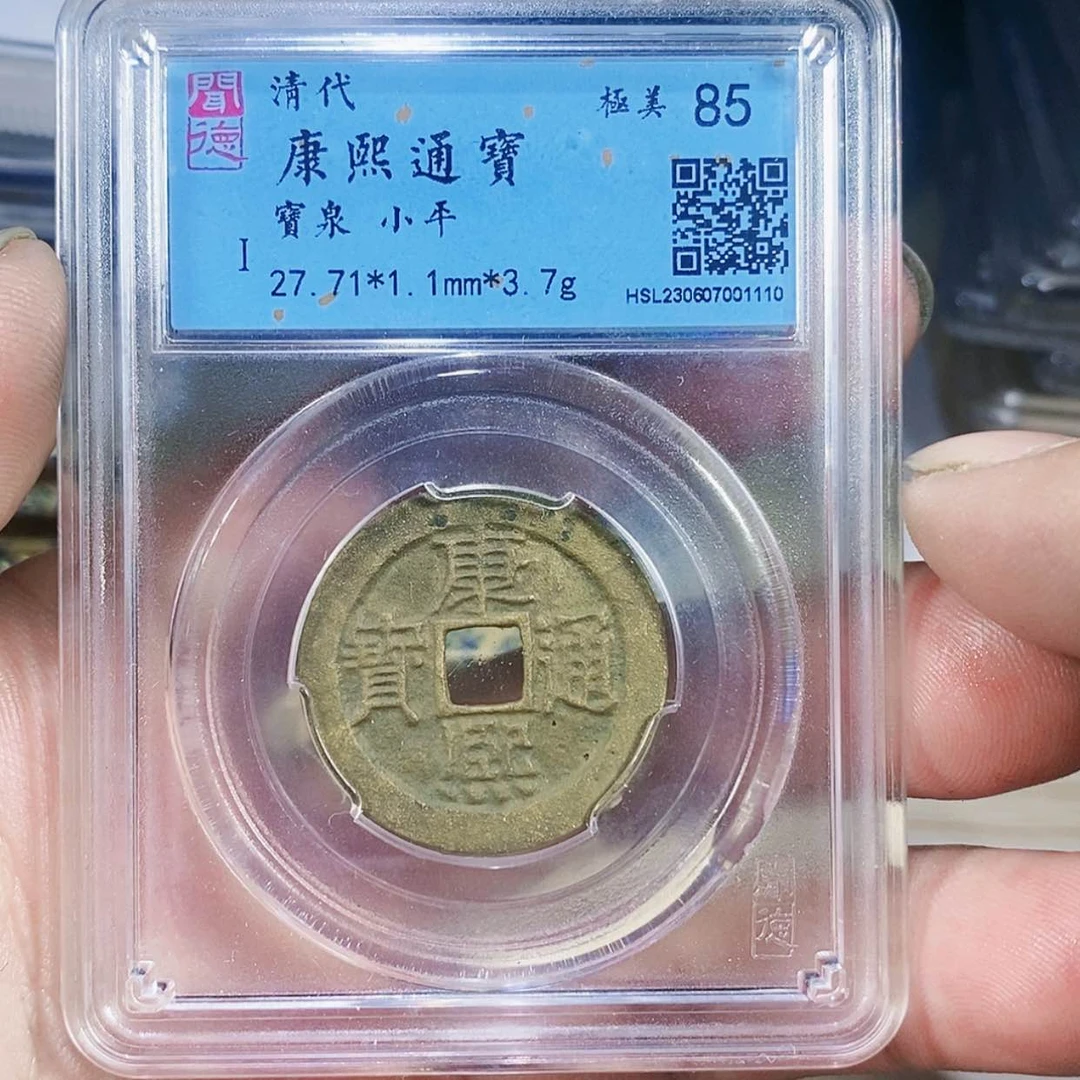 聞德
清代
極美 85
康熙通寶
寶泉 小平
I
27.71*1.1mm*3.7g
HSL230607001110
康熙通寶
聞德